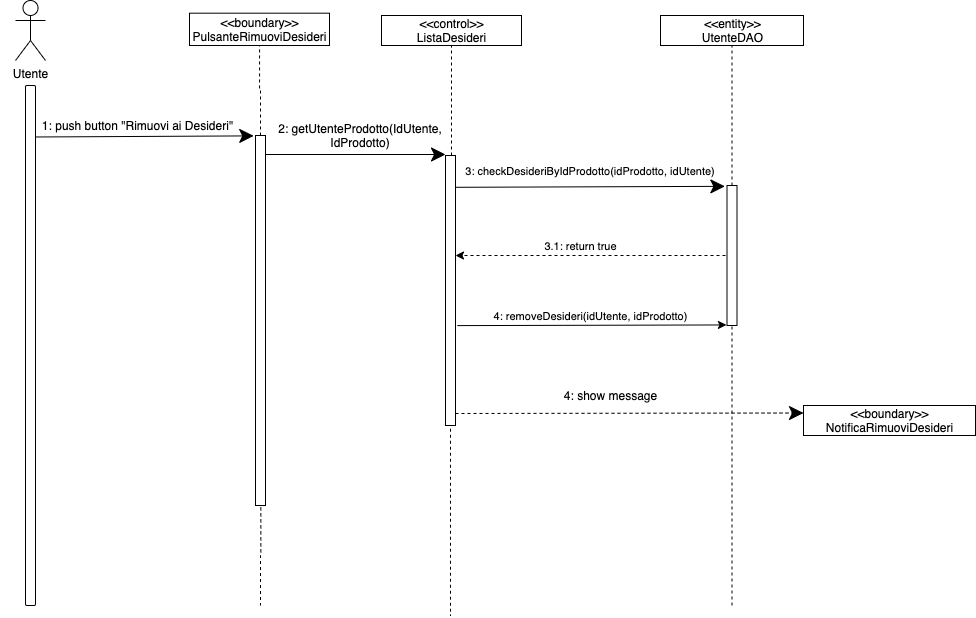 <<boundary>>
PulsanteRimuoviDesideri
<<control>>
ListaDesideri
<<entity>>
UtenteDAO
Utente
1: push button "Rimuovi ai Desideri"
2: getUtenteProdotto(IdUtente,
IdProdotto)
3: checkDesideriByIdProdotto(idProdotto, idUtente)
3.1: return true
4: removeDesideri(idUtente, idProdotto)
4: show message
<<boundary>>
NotificaRimuoviDesideri